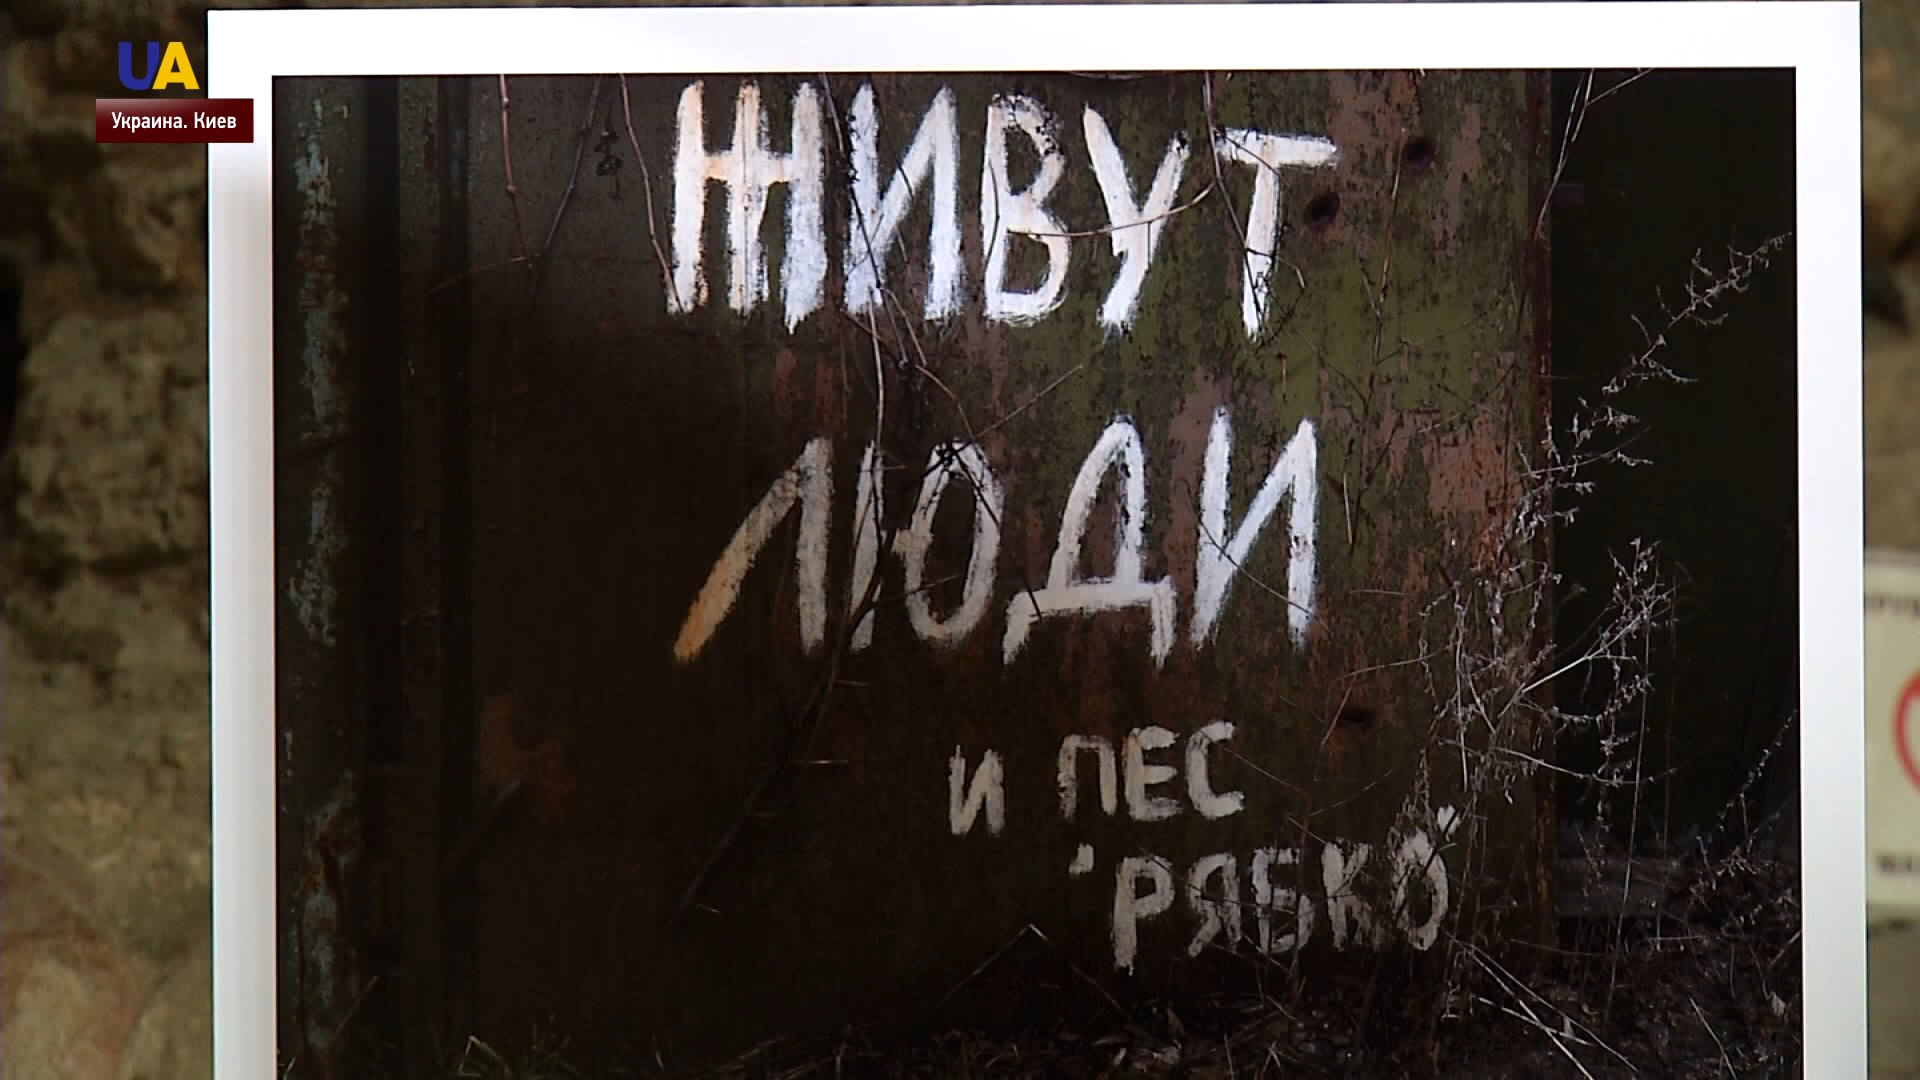 UA
Украина. Киев
ЖИВУТ
ЛЮДИ
И ПЕС
"РЯБКО"